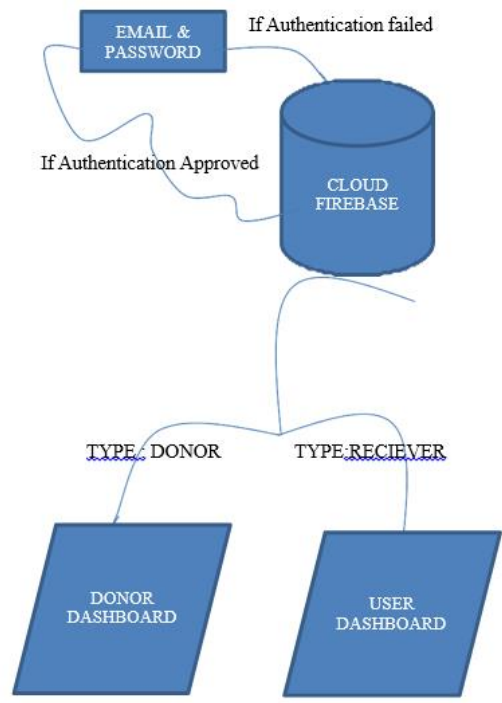 EMAIL &
PASSWORD
If Authentication failed
If Authentication Approved
CLOUD
FIREBASE
TYPE : DONOR
TYPE:RECIEVER
DONOR
DASHBOARD
USER
DASHBOARD